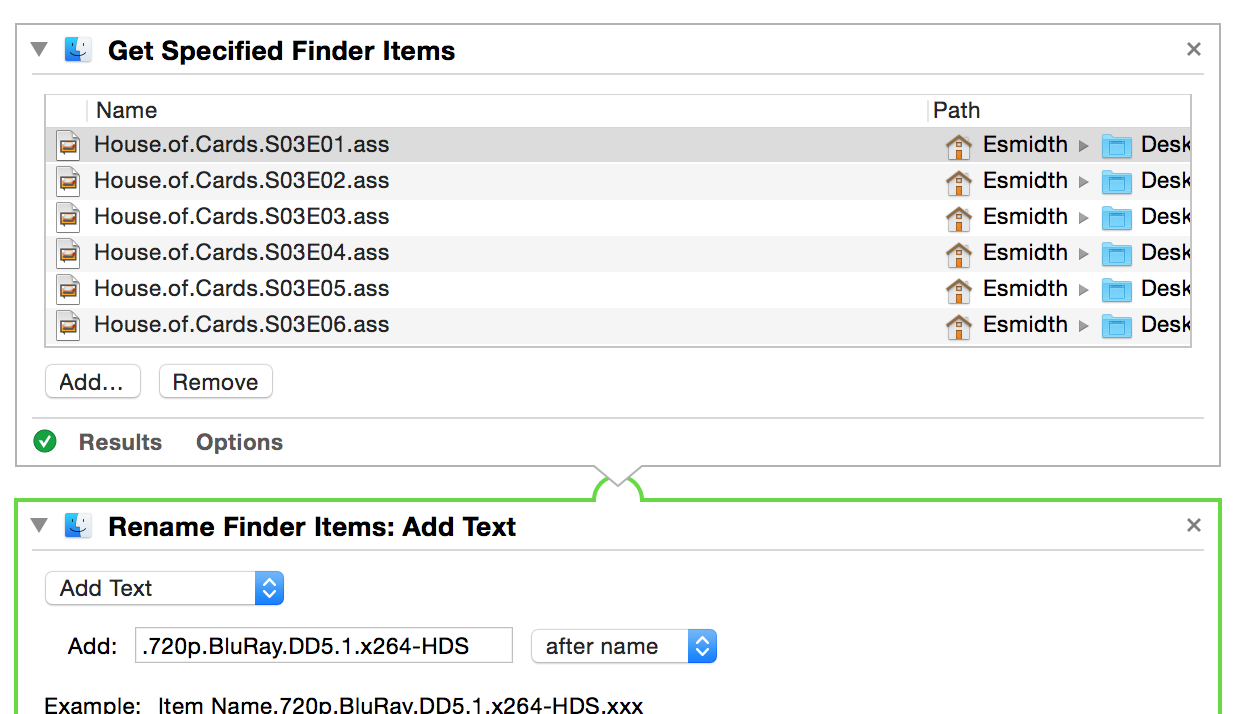 Get Specified Finder Items
Name Path
House.of.Cards.S03E01.ass Esmidth Desk
House.of.Cards.S03E02.ass Esmidth Desk
House.of.Cards.S03E03.ass Esmidth Desk
House.of.Cards.S03E04.ass Esmidth Desk
House.of.Cards.S03E05.ass Esmidth Desk
House.of.Cards.S03E06.ass Esmidth Desk
Add... Remove
Results Options
Rename Finder Items: Add Text
Add Text
Add: .720p.BluRay.DD5.1.x264-HDS after name
Example: Item Name.720p.BluRay.DD5.1.x264-HDS.xxx